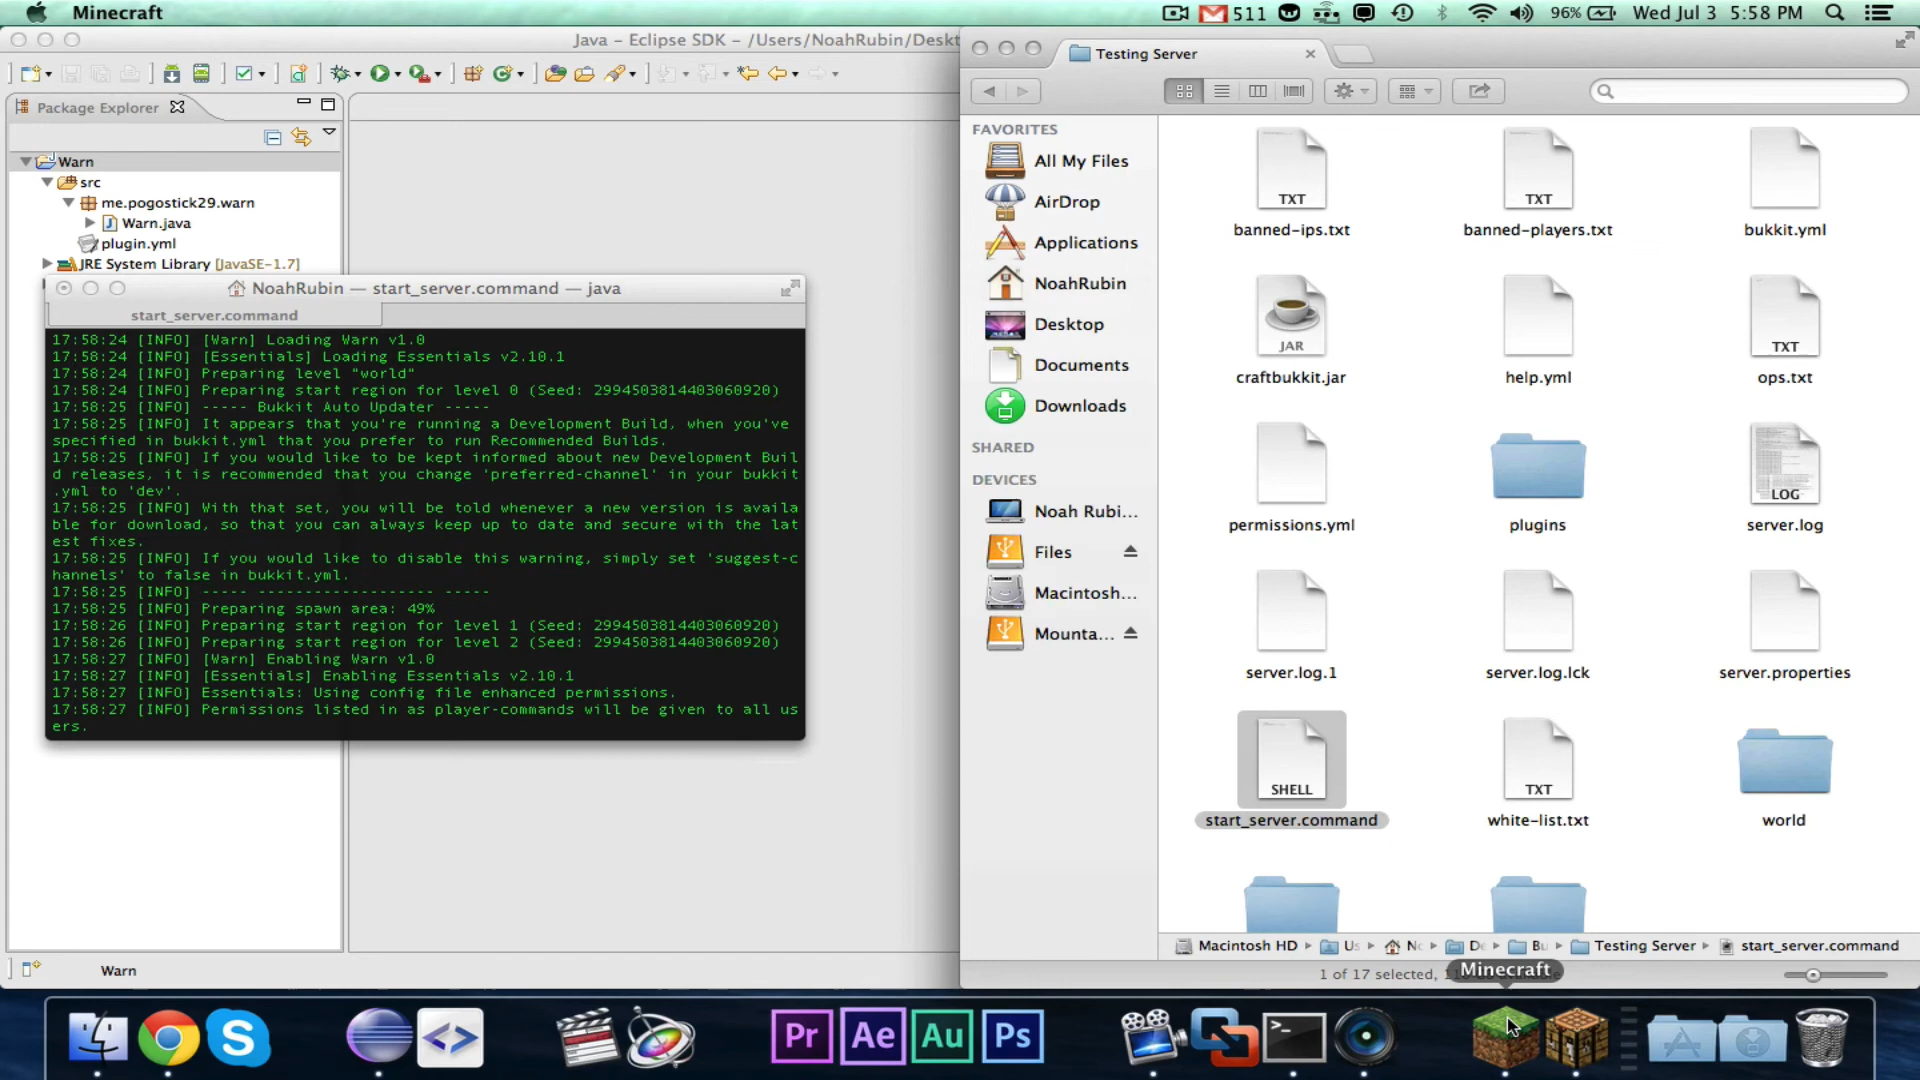 Minecraft
511
96%
Wed Jul 3 5:58 PM
Java – Eclipse SDK – /Users/NoahRubin/Deskt
Package Explorer
Warn
src
me.pogostick29.warn
Warn.java
plugin.yml
JRE System Library [JavaSE-1.7]
NoahRubin — start_server.command — java
start_server.command
17:58:24 [INFO] [Warn] Loading Warn v1.0
17:58:24 [INFO] [Essentials] Loading Essentials v2.10.1
17:58:24 [INFO] Preparing level "world"
17:58:24 [INFO] Preparing start region for level 0 (Seed: 2994503814403060920)
17:58:25 [INFO] ----- Bukkit Auto Updater -----
17:58:25 [INFO] It appears that you're running a Development Build, when you've
specified in bukkit.yml that you prefer to run Recommended Builds.
17:58:25 [INFO] If you would like to be kept informed about new Development Buil
d releases, it is recommended that you change 'preferred-channel' in your bukkit
.yml to 'dev'.
17:58:25 [INFO] With that set, you will be told whenever a new version is availa
ble for download, so that you can always keep up to date and secure with the lat
est fixes.
17:58:25 [INFO] If you would like to disable this warning, simply set 'suggest-c
hannels' to false in bukkit.yml.
17:58:25 [INFO] ----- ------------------- -----
17:58:25 [INFO] Preparing spawn area: 49%
17:58:26 [INFO] Preparing start region for level 1 (Seed: 2994503814403060920)
17:58:26 [INFO] Preparing start region for level 2 (Seed: 2994503814403060920)
17:58:27 [INFO] [Warn] Enabling Warn v1.0
17:58:27 [INFO] [Essentials] Enabling Essentials v2.10.1
17:58:27 [INFO] Essentials: Using config file enhanced permissions.
17:58:27 [INFO] Permissions listed in as player-commands will be given to all us
ers.
Warn
Testing Server
FAVORITES
All My Files
AirDrop
Applications
NoahRubin
Desktop
Documents
Downloads
SHARED
DEVICES
Noah Rubi...
Files
Macintosh...
Mounta...
TXT
banned-ips.txt
TXT
banned-players.txt
bukkit.yml
JAR
craftbukkit.jar
help.yml
TXT
ops.txt
permissions.yml
plugins
LOG
server.log
server.log.1
server.log.lck
server.properties
SHELL
start_server.command
TXT
white-list.txt
world
Macintosh HD
Us
Nc
De
Bu
Testing Server
start_server.command
1 of 17 selected,
Minecraft
Pr
Ae
Au
Ps